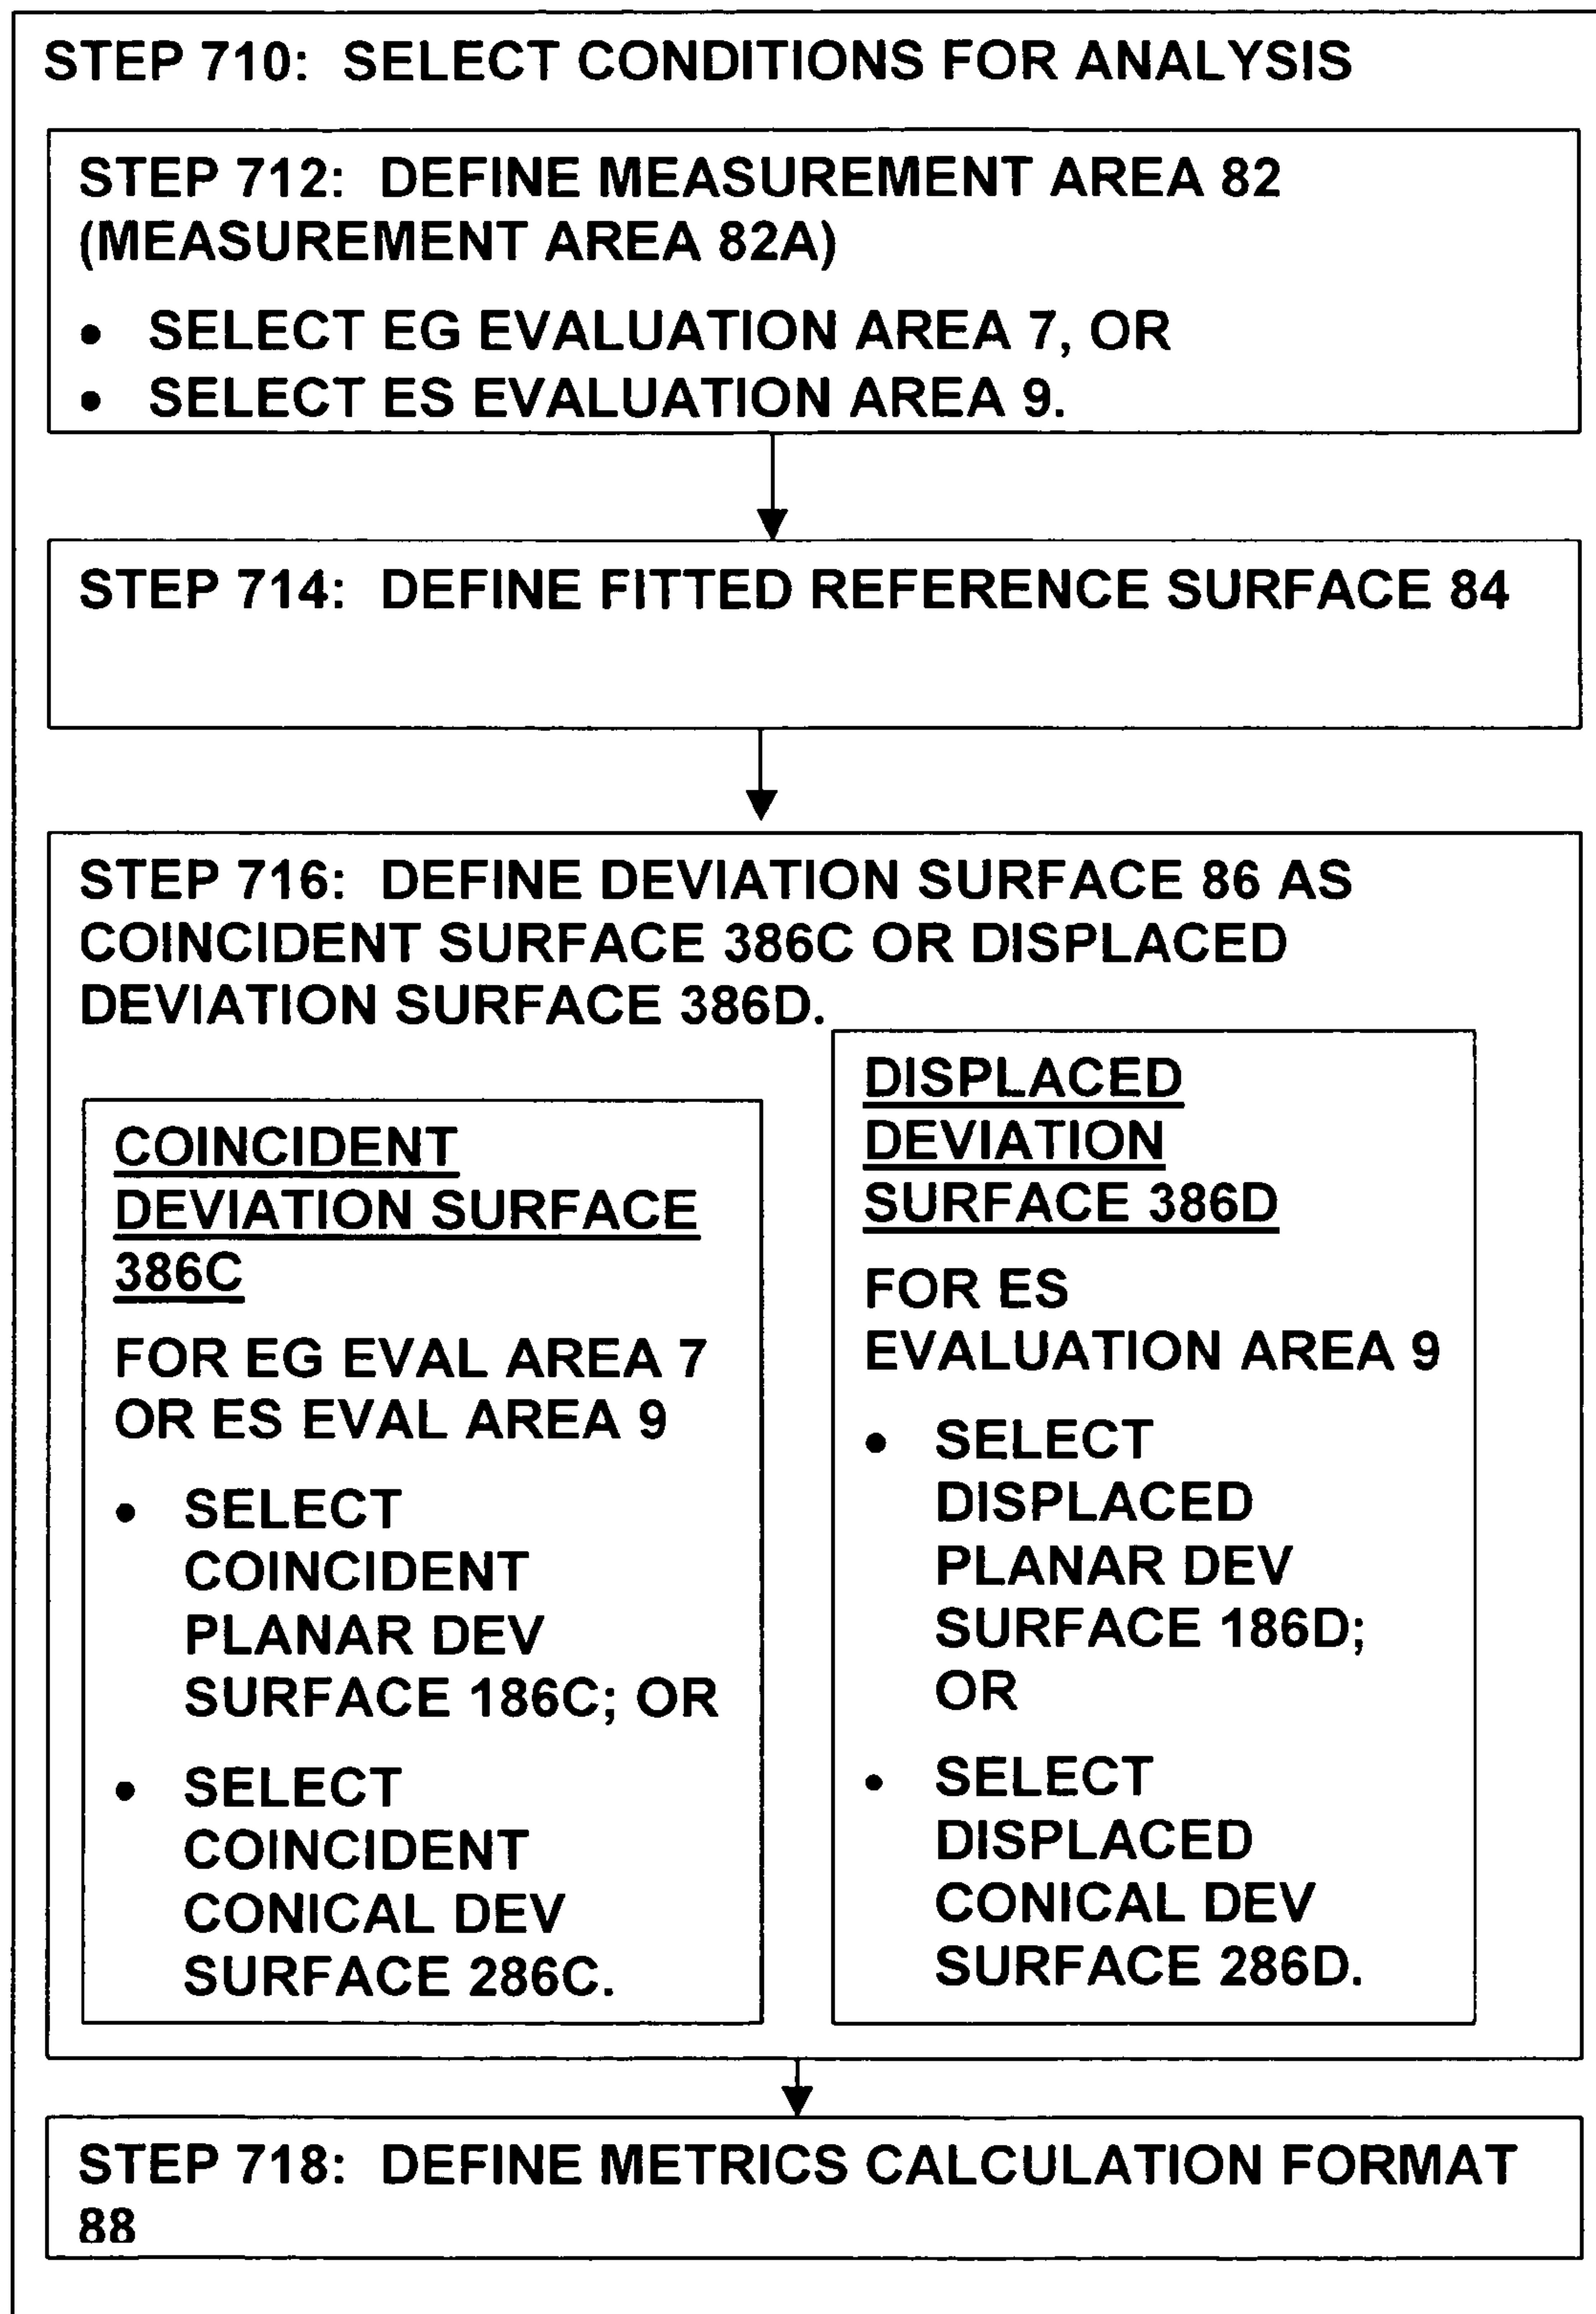 STEP 710: SELECT CONDITIONS FOR ANALYSIS
STEP 712: DEFINE MEASUREMENT AREA 82
(MEASUREMENT AREA 82A)
• SELECT EG EVALUATION AREA 7, OR
• SELECT ES EVALUATION AREA 9.
STEP 714: DEFINE FITTED REFERENCE SURFACE 84
STEP 716: DEFINE DEVIATION SURFACE 86 AS
COINCIDENT SURFACE 386C OR DISPLACED
DEVIATION SURFACE 386D.
COINCIDENT
DEVIATION SURFACE
386C
FOR EG EVAL AREA 7
OR ES EVAL AREA 9
• SELECT
COINCIDENT
PLANAR DEV
SURFACE 186C; OR
• SELECT
COINCIDENT
CONICAL DEV
SURFACE 286C.
DISPLACED
DEVIATION
SURFACE 386D
FOR ES
EVALUATION AREA 9
• SELECT
DISPLACED
PLANAR DEV
SURFACE 186D;
OR
• SELECT
DISPLACED
CONICAL DEV
SURFACE 286D.
STEP 718: DEFINE METRICS CALCULATION FORMAT
88